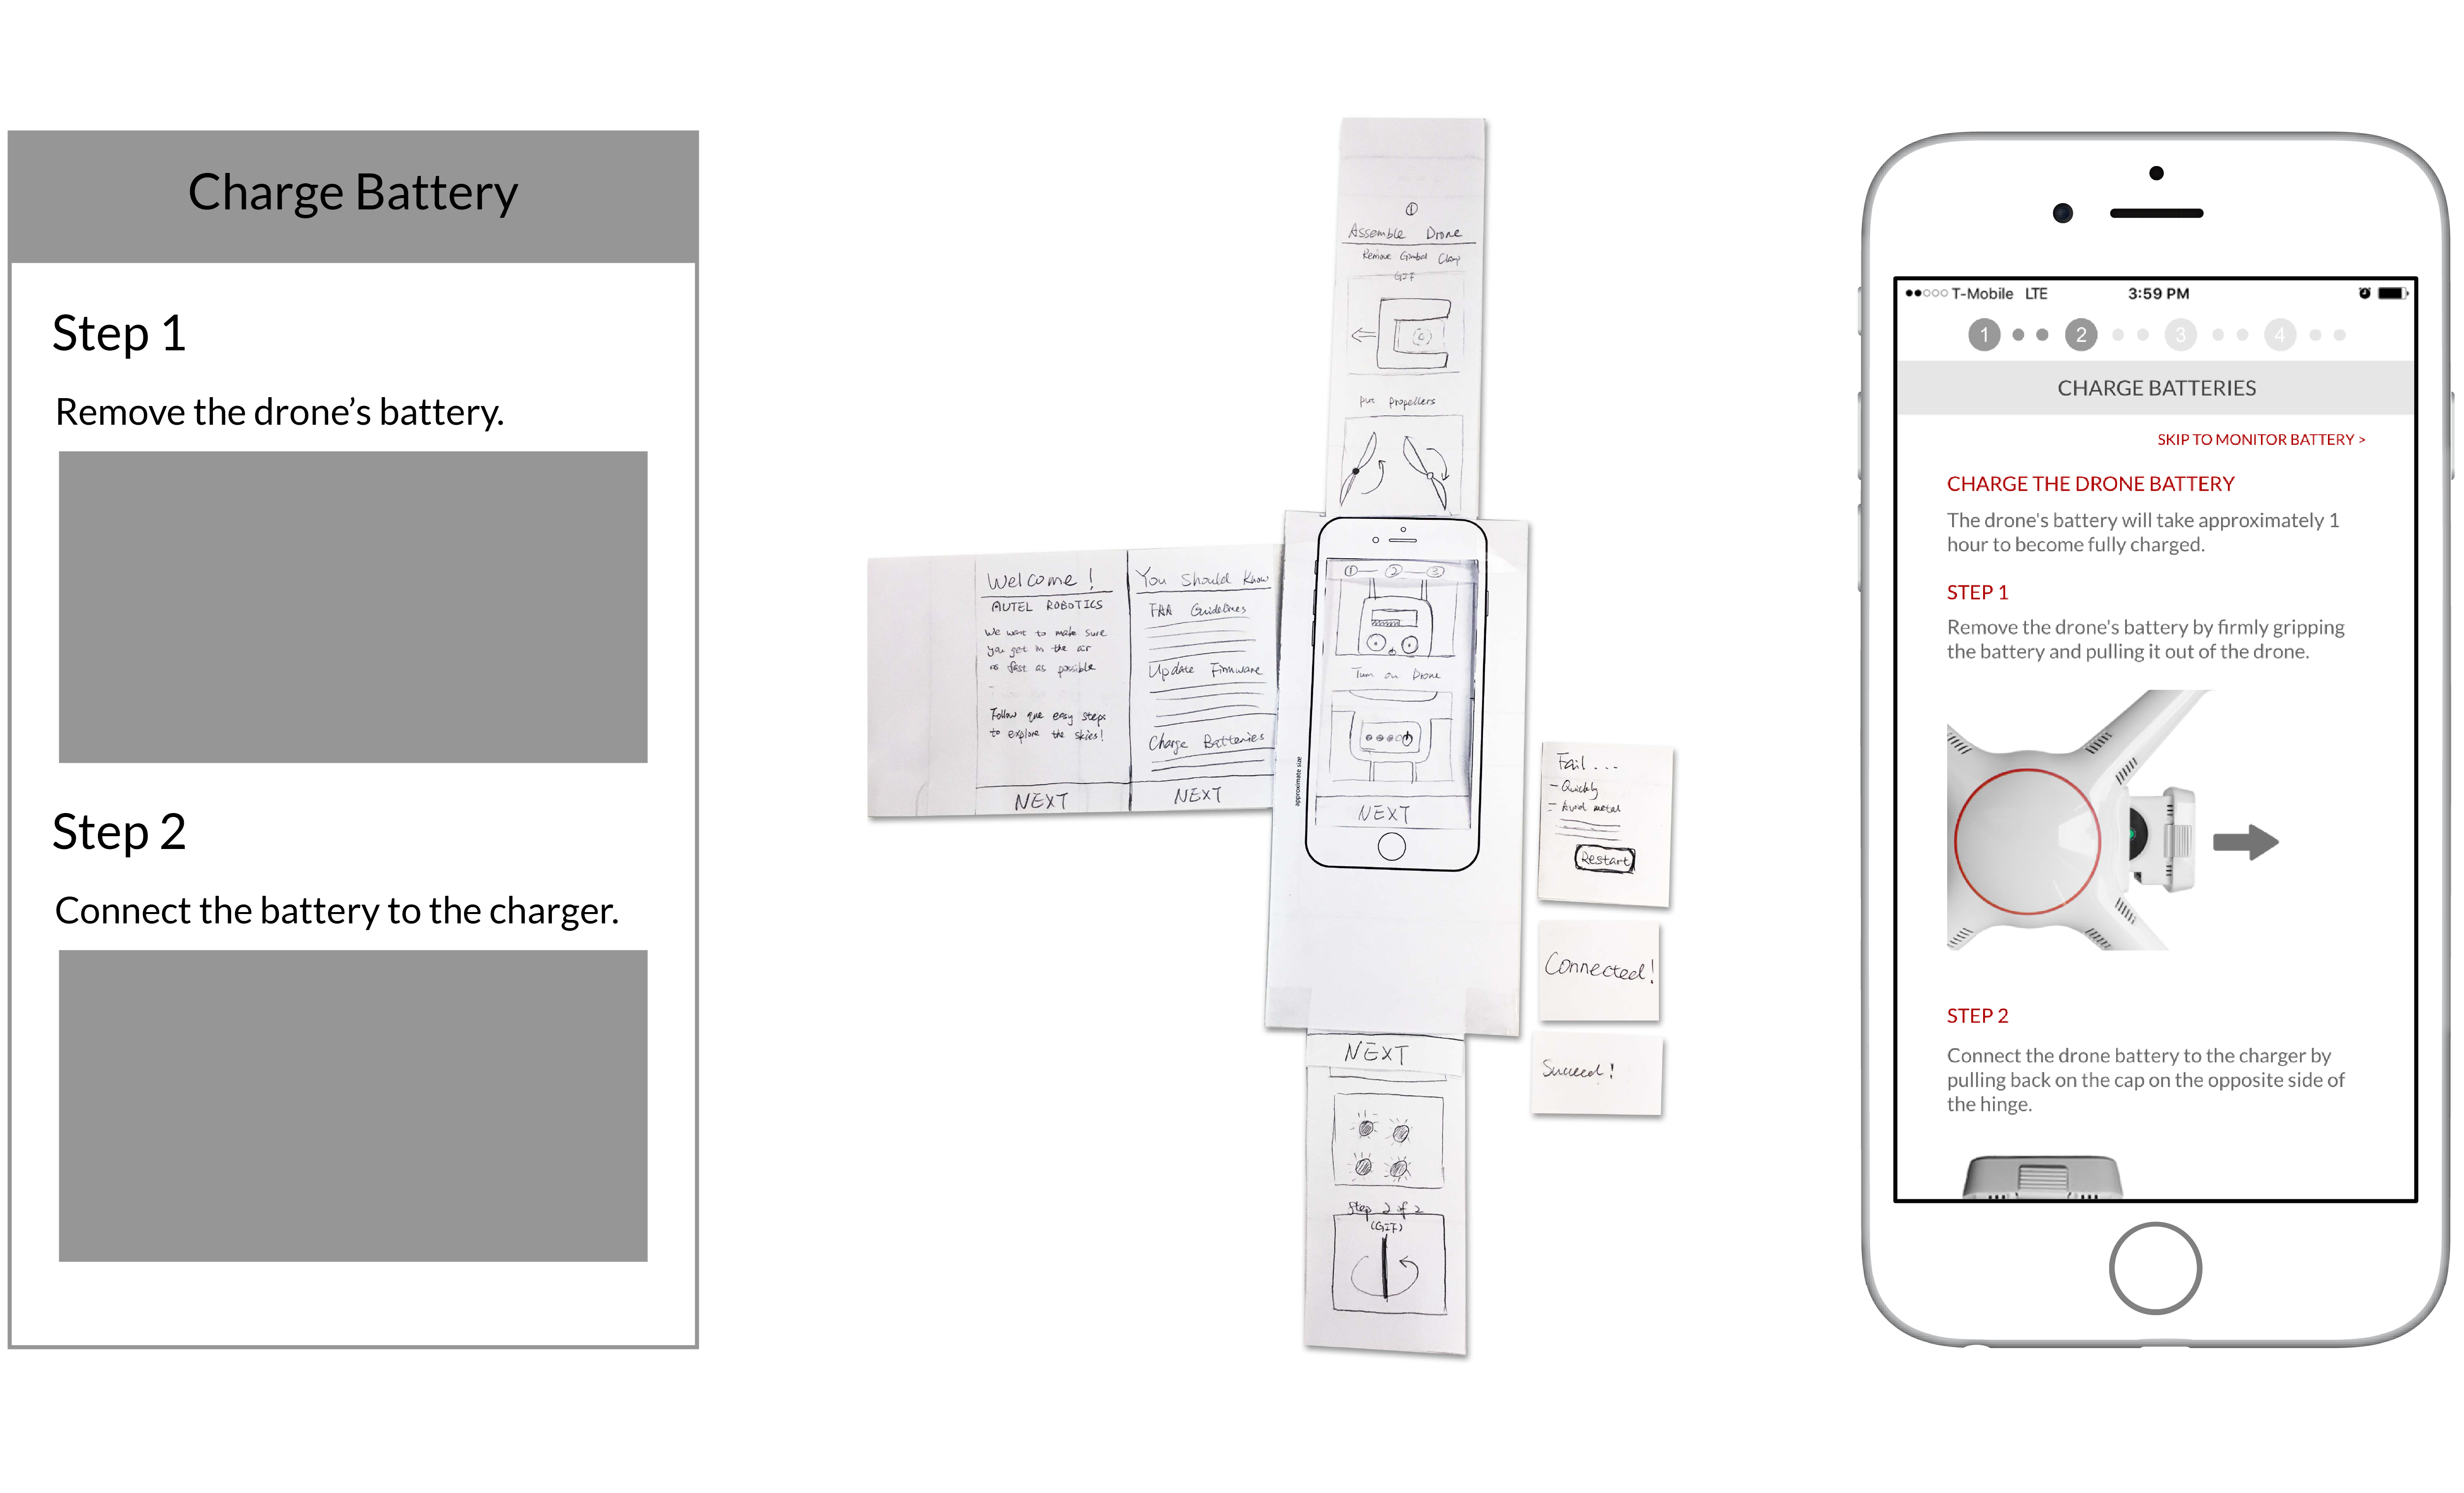 Charge Battery
Step 1
Remove the drone’s battery.
Step 2
Connect the battery to the charger.
Welcome !
AUTEL ROBOTICS
We want to make sure
you get in the air
as fast as possible
Follow
easy steps
to explore the skies!
NEXT
You Should Know
FAA Guidelines
Update Firmware
Charge Batteries
NEXT
1
Assemble Drone
Remove Gimbal Clamp
GIF
put propellers
1 2 3
Turn on Drone
NEXT
approximate size
NEXT
Step 2 of 2
(GIF)
Fail...
- Quickly
- Avoid metal
Restart
Connected!
Succeed!
T-Mobile LTE 3:59 PM
1 2 3 4
CHARGE BATTERIES
SKIP TO MONITOR BATTERY >
CHARGE THE DRONE BATTERY
The drone's battery will take approximately 1
hour to become fully charged.
STEP 1
Remove the drone's battery by firmly gripping
the battery and pulling it out of the drone.
STEP 2
Connect the drone battery to the charger by
pulling back on the cap on the opposite side of
the hinge.